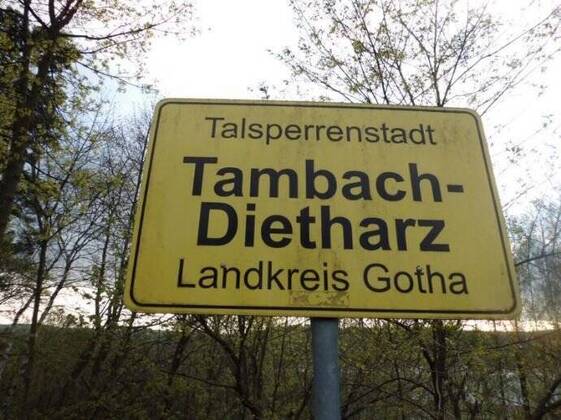 Talsperrenstadt
Tambach-
Dietharz
Landkreis Gotha